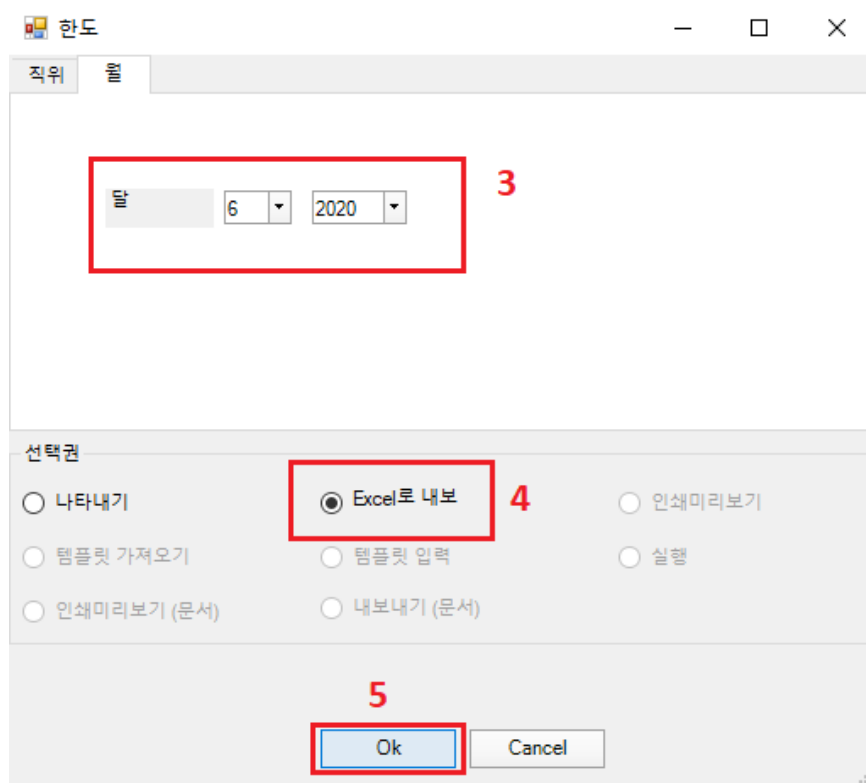 한도
직위 월
달 6 2020 3
선택권
나타내기 Excel로 내보 4 인쇄미리보기
템플릿 가져오기 템플릿 입력 실행
인쇄미리보기 (문서) 내보내기 (문서)
5
Ok Cancel